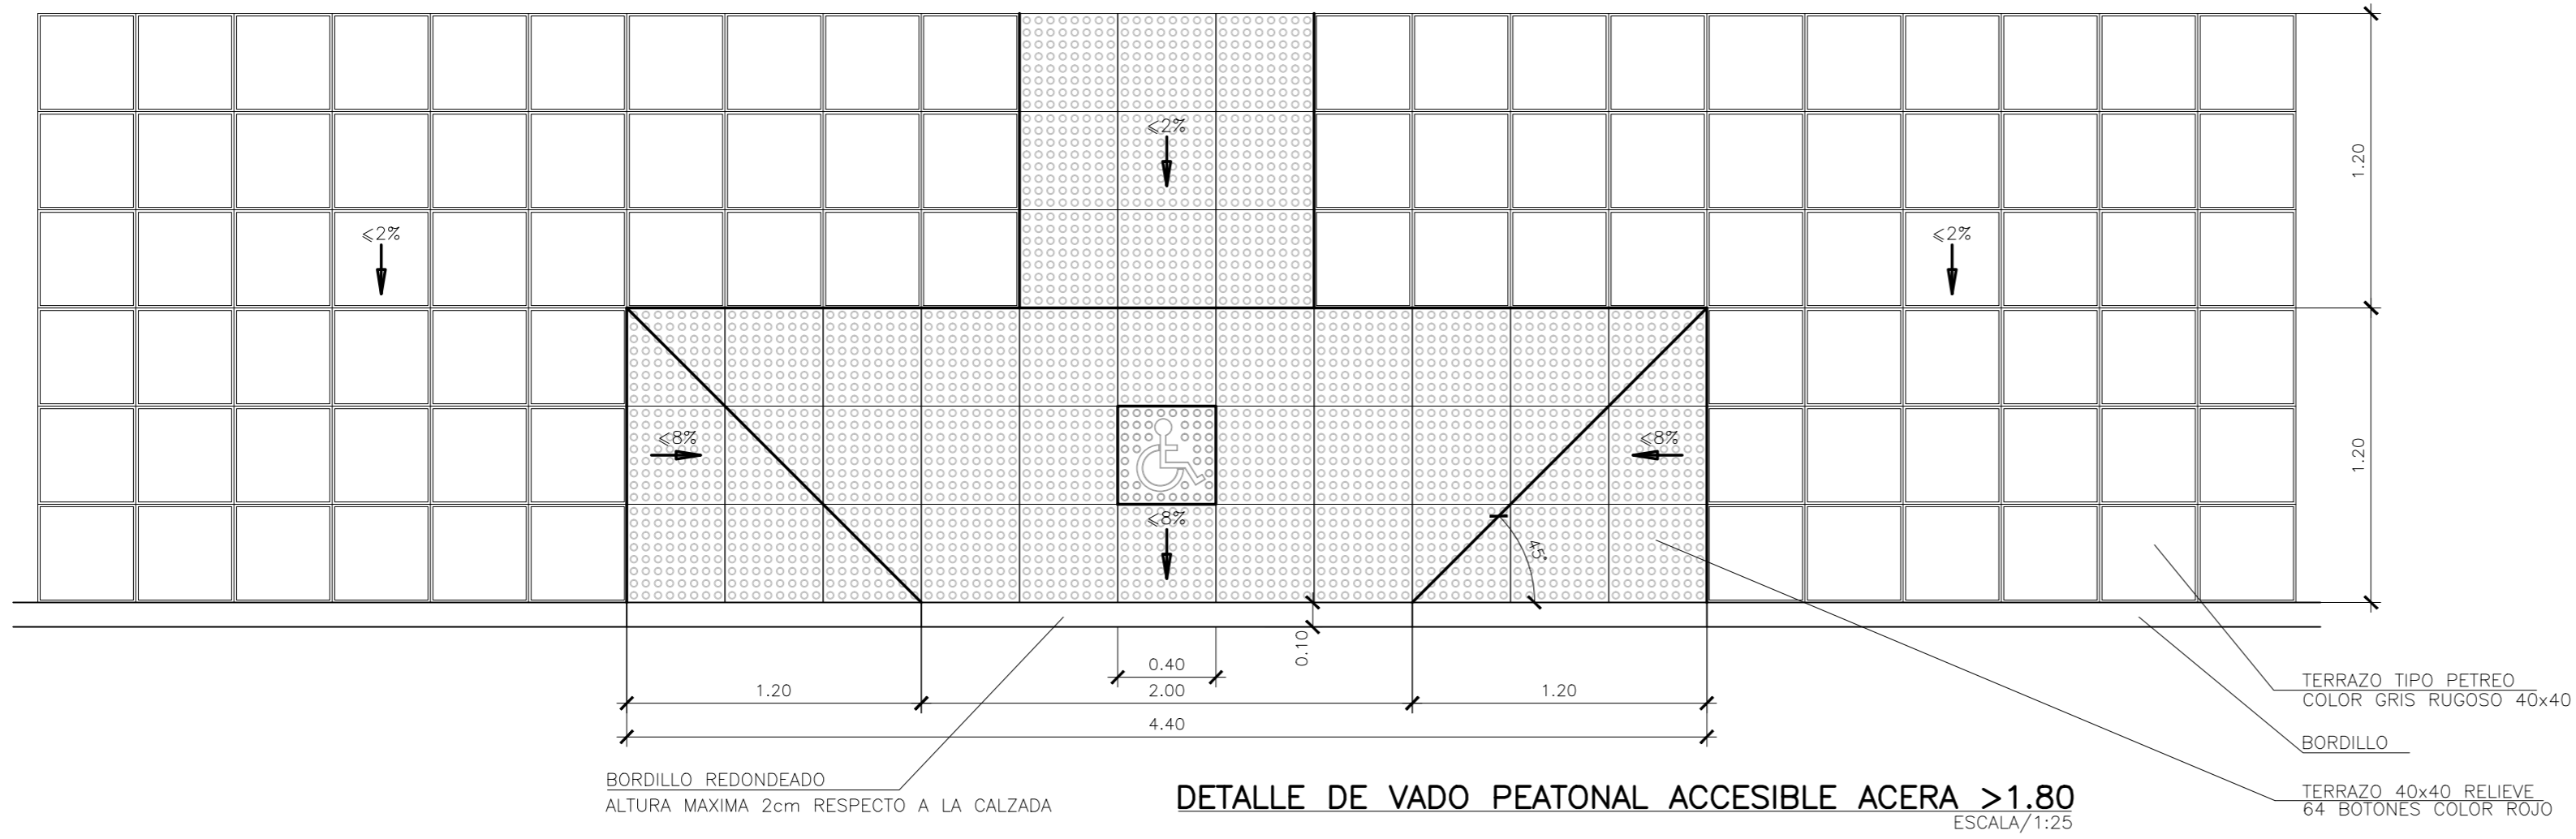 ≤2%
1.20
≤2%
≤2%
≤8%
≤8%
1.20
≤8%
45°
0.10
0.40
1.20
2.00
1.20
4.40
TERRAZO TIPO PETREO
COLOR GRIS RUGOSO 40x40
BORDILLO
BORDILLO REDONDEADO
ALTURA MAXIMA 2cm RESPECTO A LA CALZADA
DETALLE DE VADO PEATONAL ACCESIBLE ACERA >1.80
ESCALA/1:25
TERRAZO 40x40 RELIEVE
64 BOTONES COLOR ROJO